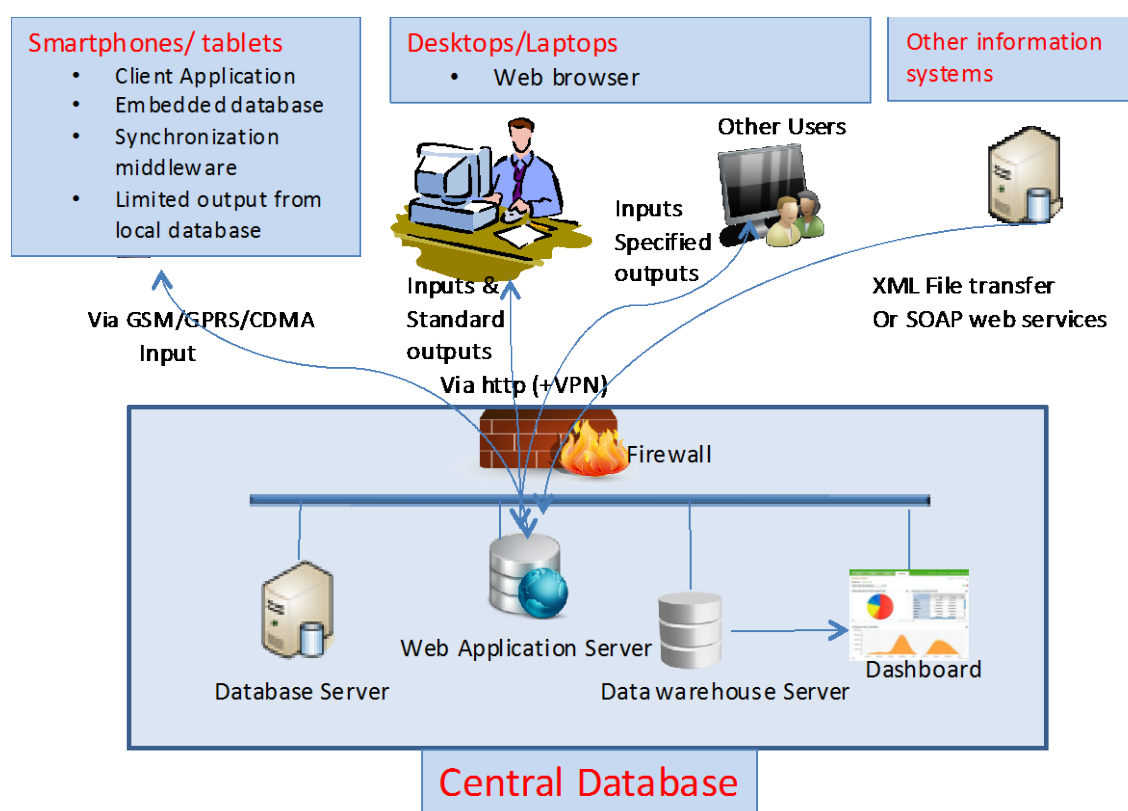 Smartphones/ tablets
• Client Application
• Embedded database
• Synchronization
middleware
• Limited output from
local database
Desktops/Laptops
• Web browser
Other information
systems
Other Users
Inputs
Specified
outputs
Inputs &
Standard
outputs
Via http (+VPN)
Via GSM/GPRS/CDMA
Input
XML File transfer
Or SOAP web services
Firewall
Database Server
Web Application Server
Data warehouse Server
Dashboard
Central Database